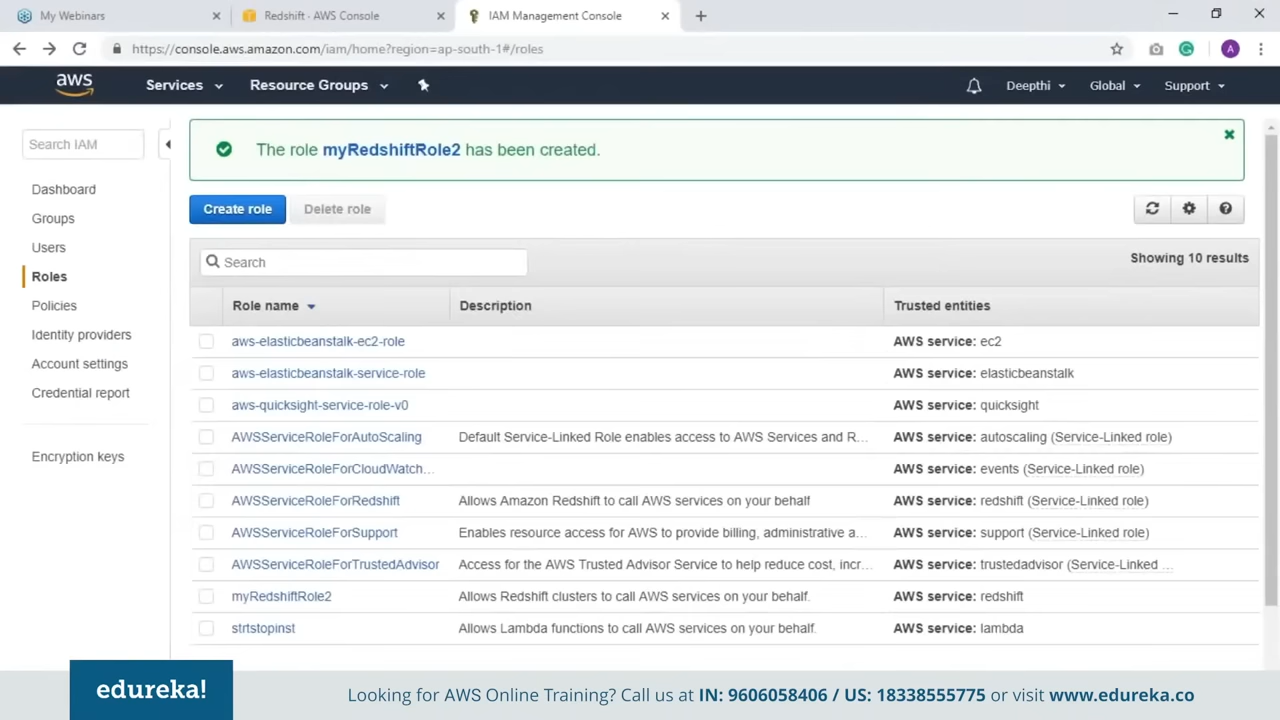 My Webinars
Redshift · AWS Console
IAM Management Console
https://console.aws.amazon.com/iam/home?region=ap-south-1#/roles
A
aws
Services
Resource Groups
Deepthi
Global
Support
Search IAM
Dashboard
Groups
Users
Roles
Policies
Identity providers
Account settings
Credential report
Encryption keys
The role myRedshiftRole2 has been created.
Create role
Delete role
Search
Showing 10 results
Role name Description Trusted entities
aws-elasticbeanstalk-ec2-role AWS service: ec2
aws-elasticbeanstalk-service-role AWS service: elasticbeanstalk
aws-quicksight-service-role-v0 AWS service: quicksight
AWSServiceRoleForAutoScaling Default Service-Linked Role enables access to AWS Services and R... AWS service: autoscaling (Service-Linked role)
AWSServiceRoleForCloudWatch... AWS service: events (Service-Linked role)
AWSServiceRoleForRedshift Allows Amazon Redshift to call AWS services on your behalf AWS service: redshift (Service-Linked role)
AWSServiceRoleForSupport Enables resource access for AWS to provide billing, administrative a... AWS service: support (Service-Linked role)
AWSServiceRoleForTrustedAdvisor Access for the AWS Trusted Advisor Service to help reduce cost, incr... AWS service: trustedadvisor (Service-Linked ...
myRedshiftRole2 Allows Redshift clusters to call AWS services on your behalf. AWS service: redshift
strtstopinst Allows Lambda functions to call AWS services on your behalf. AWS service: lambda
edureka!
Looking for AWS Online Training? Call us at IN: 9606058406 / US: 18338555775 or visit www.edureka.co